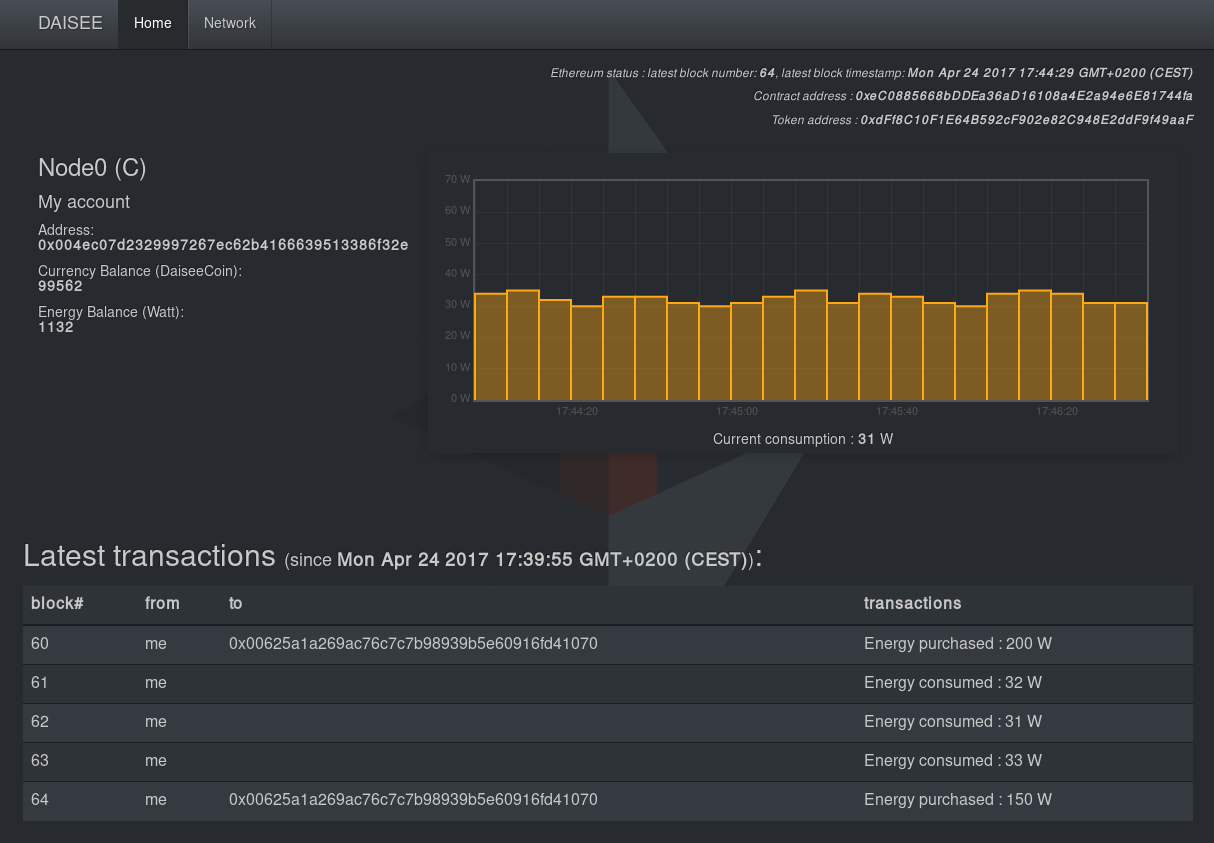 DAISEE Home Network
Ethereum status : latest block number: 64, latest block timestamp: Mon Apr 24 2017 17:44:29 GMT+0200 (CEST)
Contract address : 0xeC0885668bDDEa36aD16108a4E2a94e6E81744fa
Token address : 0xdFf8C10F1E64B592cF902e82C948E2ddF9f49aaF
Node0 (C)
My account
Address:
0x004ec07d2329997267ec62b4166639513386f32e
Currency Balance (DaiseeCoin):
99562
Energy Balance (Watt):
1132
70 W
60 W
50 W
40 W
30 W
20 W
10 W
0 W
17:44:20 17:45:00 17:45:40 17:46:20
Current consumption : 31 W
Latest transactions (since Mon Apr 24 2017 17:39:55 GMT+0200 (CEST)):
block# from to transactions
60 me 0x00625a1a269ac76c7c7b98939b5e60916fd41070 Energy purchased : 200 W
61 me Energy consumed : 32 W
62 me Energy consumed : 31 W
63 me Energy consumed : 33 W
64 me 0x00625a1a269ac76c7c7b98939b5e60916fd41070 Energy purchased : 150 W